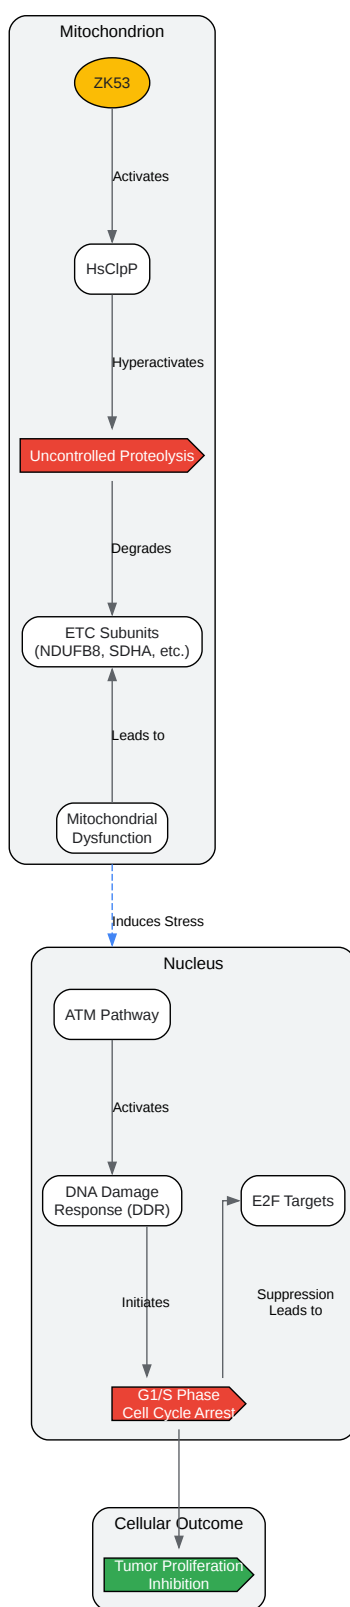 Mitochondrion
ZK53
Activates
HsClpP
Hyperactivates
Uncontrolled Proteolysis
Degrades
ETC Subunits
(NDUFB8, SDHA, etc.)
Leads to
Mitochondrial
Dysfunction
Induces Stress
Nucleus
ATM Pathway
Activates
DNA Damage
Response (DDR)
E2F Targets
Initiates
Suppression
Leads to
G1/S Phase
Cell Cycle Arrest
Cellular Outcome
Tumor Proliferation
Inhibition